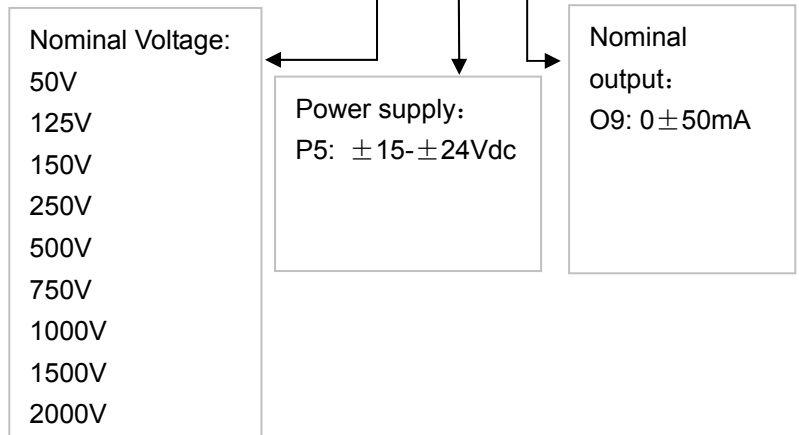 Nominal Voltage:
50V
125V
150V
250V
500V
750V
1000V
1500V
2000V
Power supply：
P5: ±15-±24Vdc
Nominal
output：
O9: 0±50mA